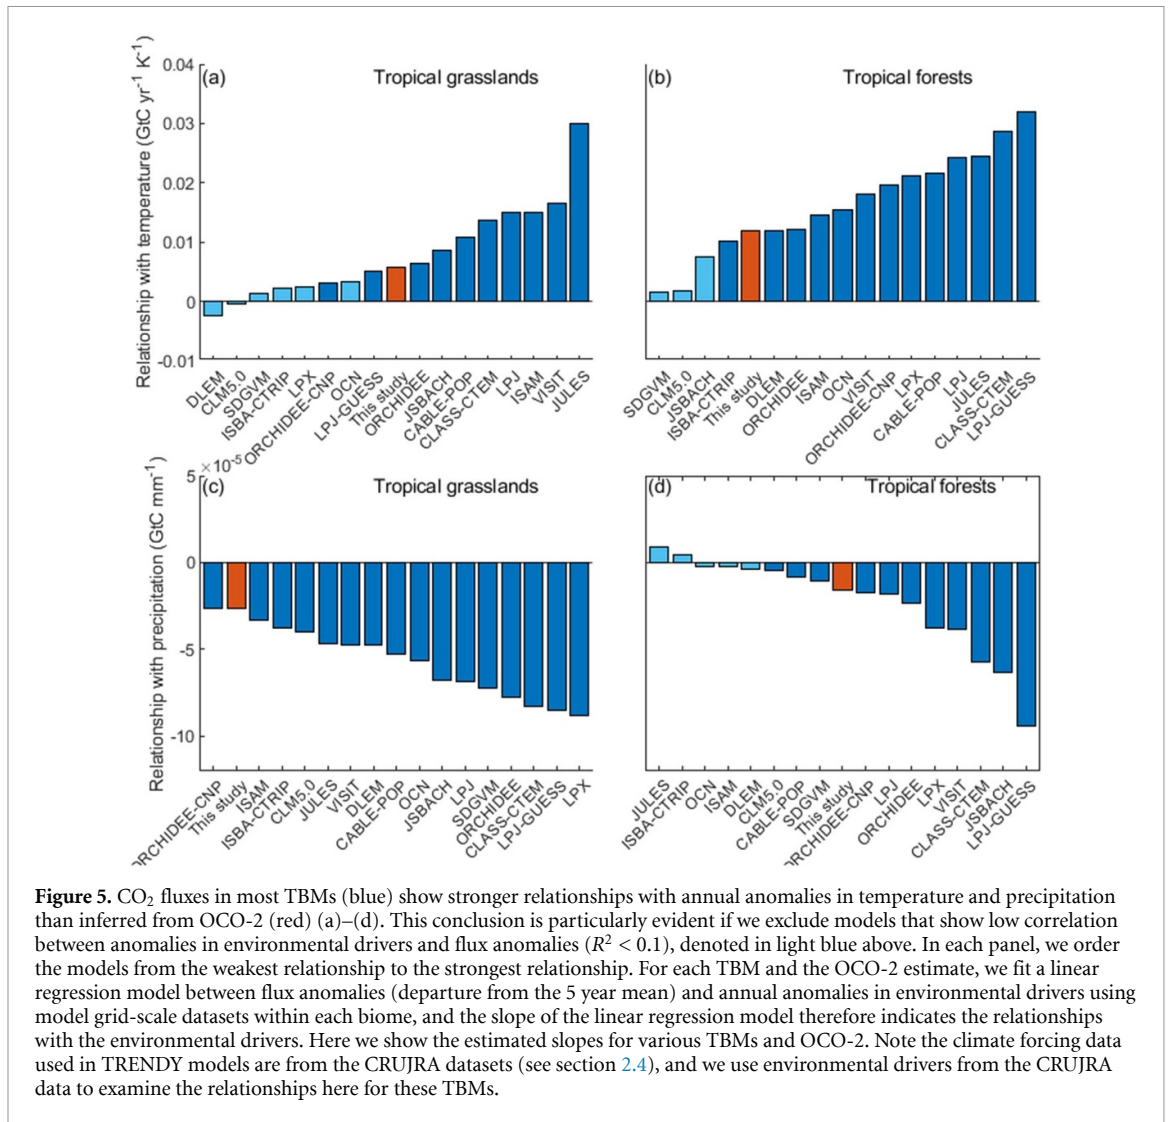 0.04
(a)
Tropical grasslands
0.03
0.02
0.01
0
-0.01
Relationship with temperature (GtC yr-1 K-1)
DLEM
CLM5.0
SDGVM
ISBA-CTRIP
LPX
ORCHIDEE-CNP
OCN
LPJ-GUESS
This study
ORCHIDEE
JSBACH
CABLE-POP
CLASS-CTEM
LPJ
ISAM
VISIT
JULES
(b)
Tropical forests
SDGVM
CLM5.0
JSBACH
ISBA-CTRIP
This study
DLEM
ORCHIDEE
ISAM
OCN
VISIT
ORCHIDEE-CNP
LPX
CABLE-POP
LPJ
JULES
CLASS-CTEM
LPJ-GUESS
×10-5
5
(c)
Tropical grasslands
0
-5
-10
Relationship with precipitation (GtC mm-1)
ORCHIDEE-CNP
This study
ISAM
ISBA-CTRIP
CLM5.0
JULES
VISIT
DLEM
CABLE-POP
OCN
JSBACH
LPJ
SDGVM
ORCHIDEE
CLASS-CTEM
LPJ-GUESS
LPX
(d)
Tropical forests
JULES
ISBA-CTRIP
OCN
ISAM
DLEM
CLM5.0
CABLE-POP
SDGVM
This study
ORCHIDEE-CNP
LPJ
ORCHIDEE
LPX
VISIT
CLASS-CTEM
JSBACH
LPJ-GUESS
Figure 5. CO2 fluxes in most TBMs (blue) show stronger relationships with annual anomalies in temperature and precipitation
than inferred from OCO-2 (red) (a)–(d). This conclusion is particularly evident if we exclude models that show low correlation
between anomalies in environmental drivers and flux anomalies (R2 < 0.1), denoted in light blue above. In each panel, we order
the models from the weakest relationship to the strongest relationship. For each TBM and the OCO-2 estimate, we fit a linear
regression model between flux anomalies (departure from the 5 year mean) and annual anomalies in environmental drivers using
model grid-scale datasets within each biome, and the slope of the linear regression model therefore indicates the relationships
with the environmental drivers. Here we show the estimated slopes for various TBMs and OCO-2. Note the climate forcing data
used in TRENDY models are from the CRUJRA datasets (see section 2.4), and we use environmental drivers from the CRUJRA
data to examine the relationships here for these TBMs.